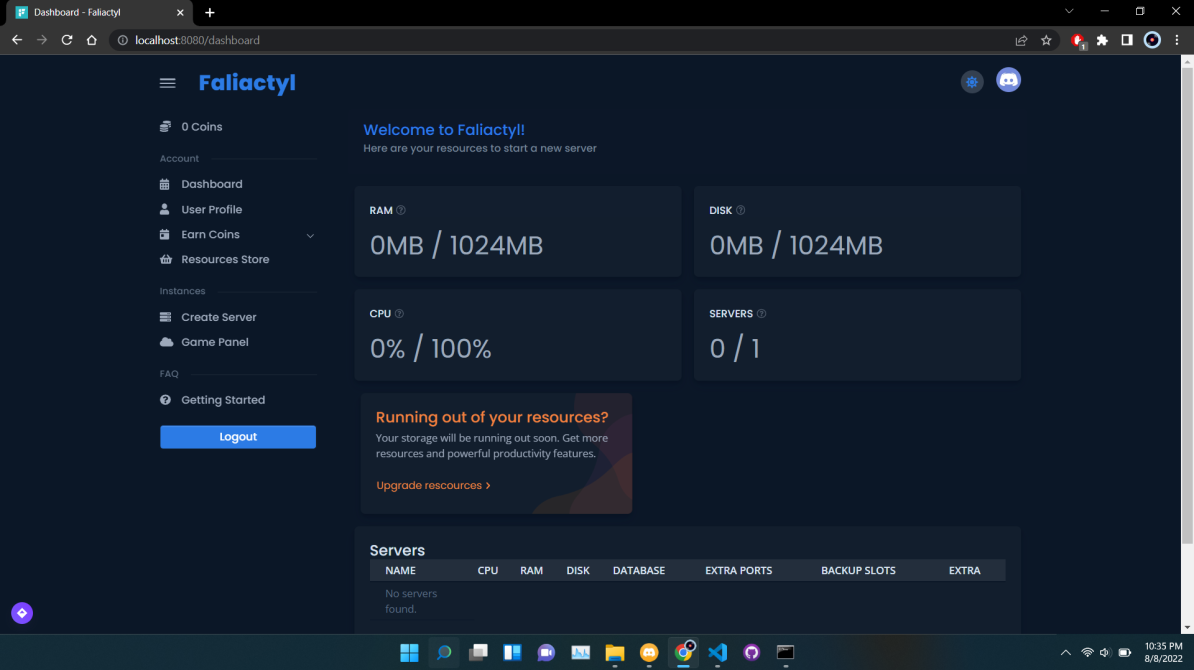 Dashboard - Faliactyl
localhost:8080/dashboard
1
Faliactyl
0 Coins
Account
Dashboard
User Profile
Earn Coins
Resources Store
Instances
Create Server
Game Panel
FAQ
Getting Started
Logout
Welcome to Faliactyl!
Here are your resources to start a new server
RAM
0MB / 1024MB
DISK
0MB / 1024MB
CPU
0% / 100%
SERVERS
0 / 1
Running out of your resources?
Your storage will be running out soon. Get more
resources and powerful productivity features.
Upgrade rescources
Servers
NAME CPU RAM DISK DATABASE EXTRA PORTS BACKUP SLOTS EXTRA
No servers
found.
10:35 PM
8/8/2022